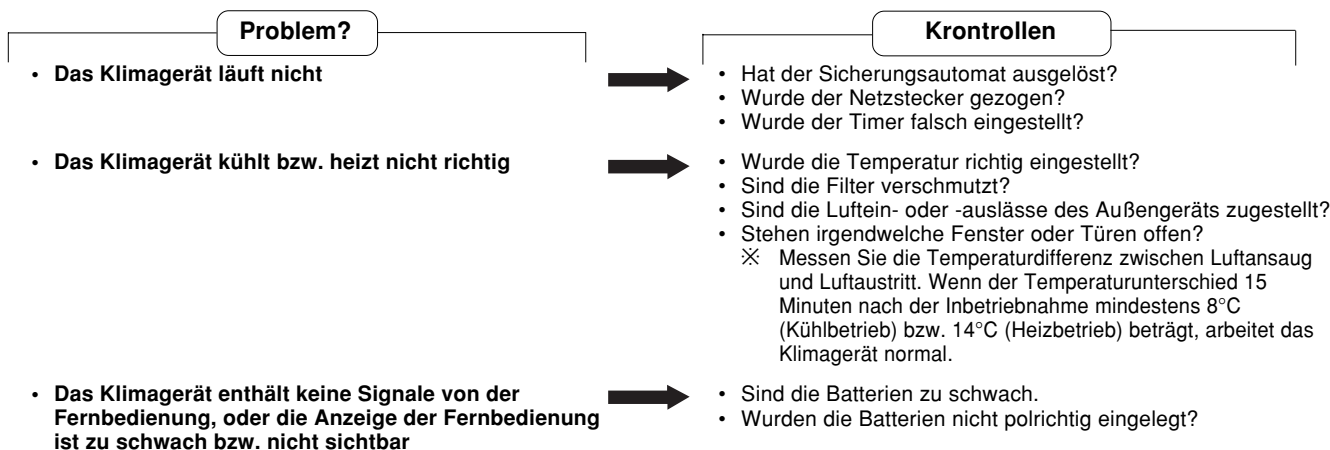 Problem?
Krontrollen
• Das Klimagerät läuft nicht
• Hat der Sicherungsautomat ausgelöst?
• Wurde der Netzstecker gezogen?
• Wurde der Timer falsch eingestellt?
• Das Klimagerät kühlt bzw. heizt nicht richtig
• Wurde die Temperatur richtig eingestellt?
• Sind die Filter verschmutzt?
• Sind die Luftein- oder -auslässe des Außengeräts zugestellt?
• Stehen irgendwelche Fenster oder Türen offen?
※ Messen Sie die Temperaturdifferenz zwischen Luftansaug
und Luftaustritt. Wenn der Temperaturunterschied 15
Minuten nach der Inbetriebnahme mindestens 8°C
(Kühlbetrieb) bzw. 14°C (Heizbetrieb) beträgt, arbeitet das
Klimagerät normal.
• Das Klimagerät enthält keine Signale von der
Fernbedienung, oder die Anzeige der Fernbedienung
ist zu schwach bzw. nicht sichtbar
• Sind die Batterien zu schwach.
• Wurden die Batterien nicht polrichtig eingelegt?